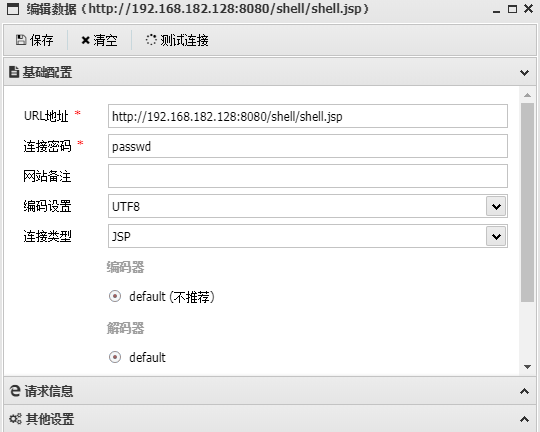 编辑数据 (http://192.168.182.128:8080/shell/shell.jsp)
保存 清空 测试连接
基础配置
URL地址 * http://192.168.182.128:8080/shell/shell.jsp
连接密码 * passwd
网站备注
编码设置 UTF8
连接类型 JSP
编码器
default (不推荐)
解码器
default
请求信息
其他设置